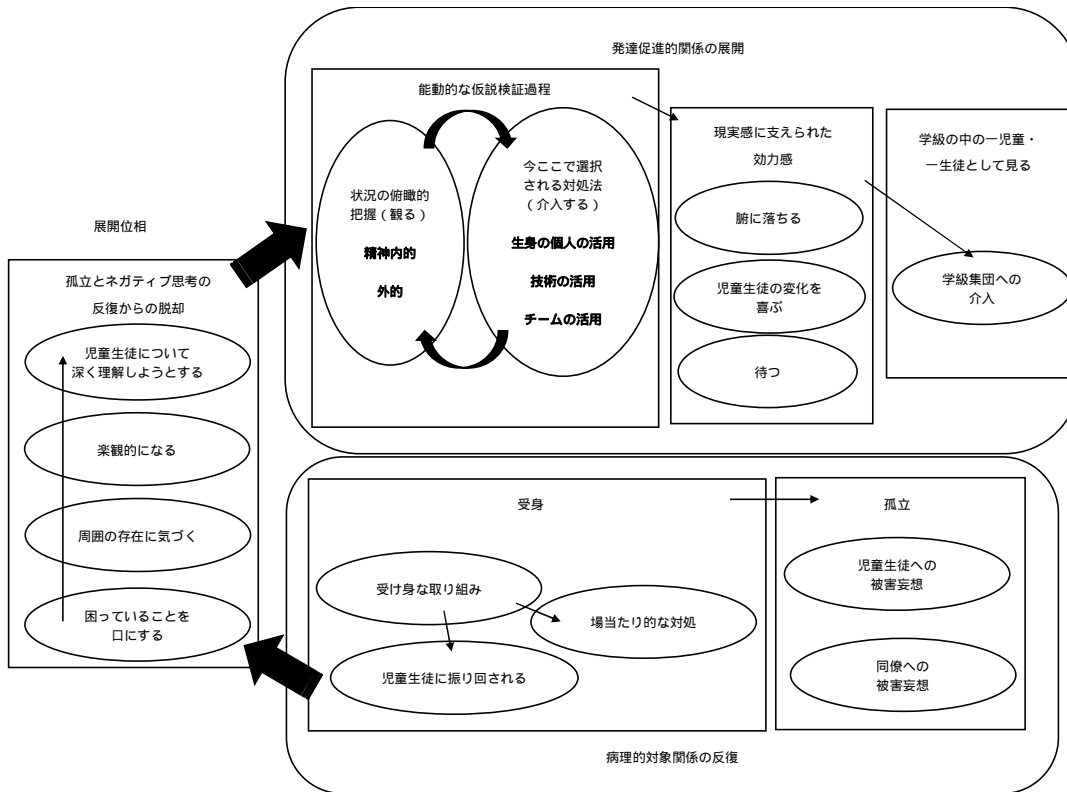 発達促進的関係の展開
能動的な仮説検証過程
状況の俯瞰的
把握（観る）
精神内的
外的
今ここで選択
される対処法
（介入する）
生身の個人の活用
技術の活用
チームの活用
現実感に支えられた
効力感
腑に落ちる
児童生徒の変化を
喜ぶ
待つ
学級の中の一児童・
一生徒として見る
学級集団への
介入
展開位相
孤立とネガティブ思考の
反復からの脱却
児童生徒について
深く理解しようとする
楽観的になる
周囲の存在に気づく
困っていることを
口にする
受身
受け身な取り組み
場当たり的な対処
児童生徒に振り回される
孤立
児童生徒への
被害妄想
同僚への
被害妄想
病理的対象関係の反復